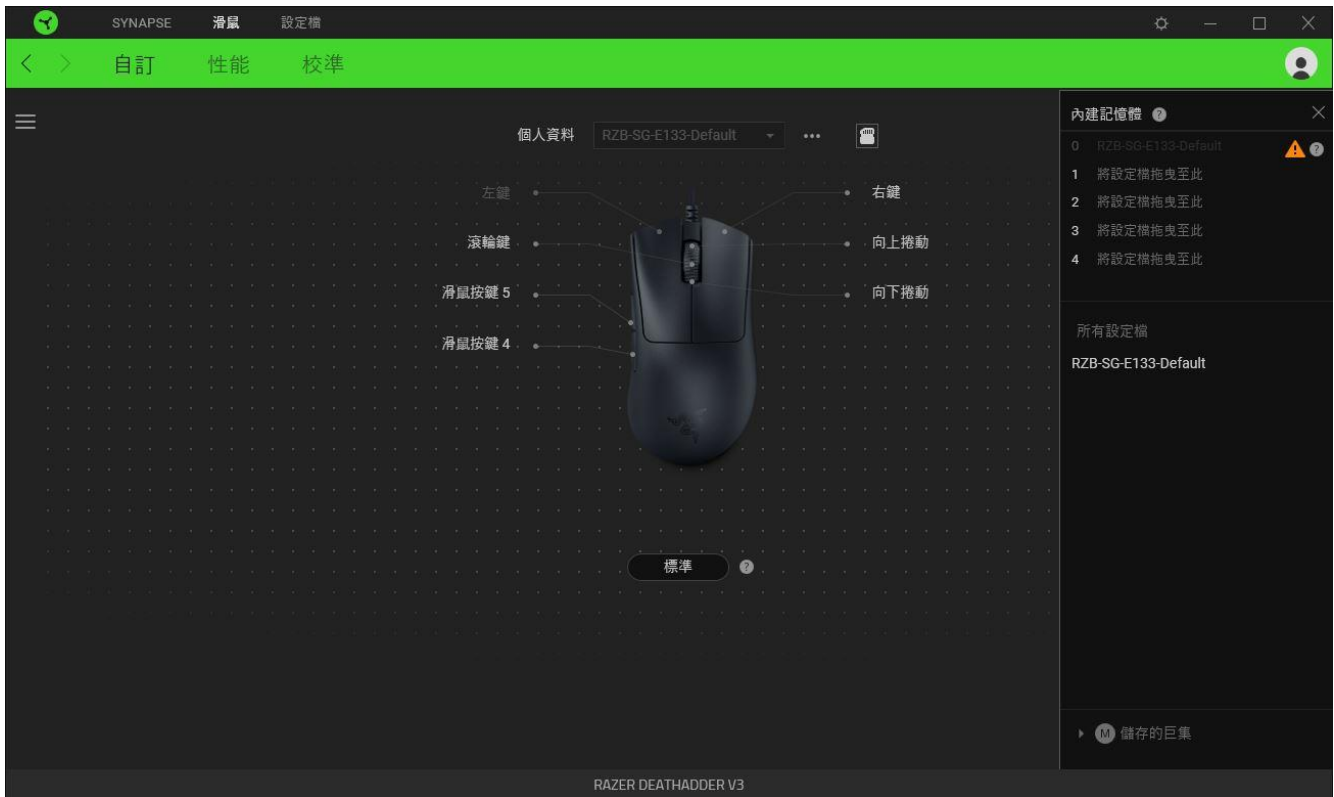 SYNAPSE 滑鼠 設定檔
自訂 性能 校準
個人資料 RZB-SG-E133-Default
左鍵 右鍵
滾輪鍵 向上捲動
滑鼠按鍵 5 向下捲動
滑鼠按鍵 4
標準 ?
內建記憶體 ?
0 RZB-SG-E133-Default ?
1 將設定檔拖曳至此
2 將設定檔拖曳至此
3 將設定檔拖曳至此
4 將設定檔拖曳至此
所有設定檔
RZB-SG-E133-Default
M 儲存的巨集
RAZER DEATHADDER V3